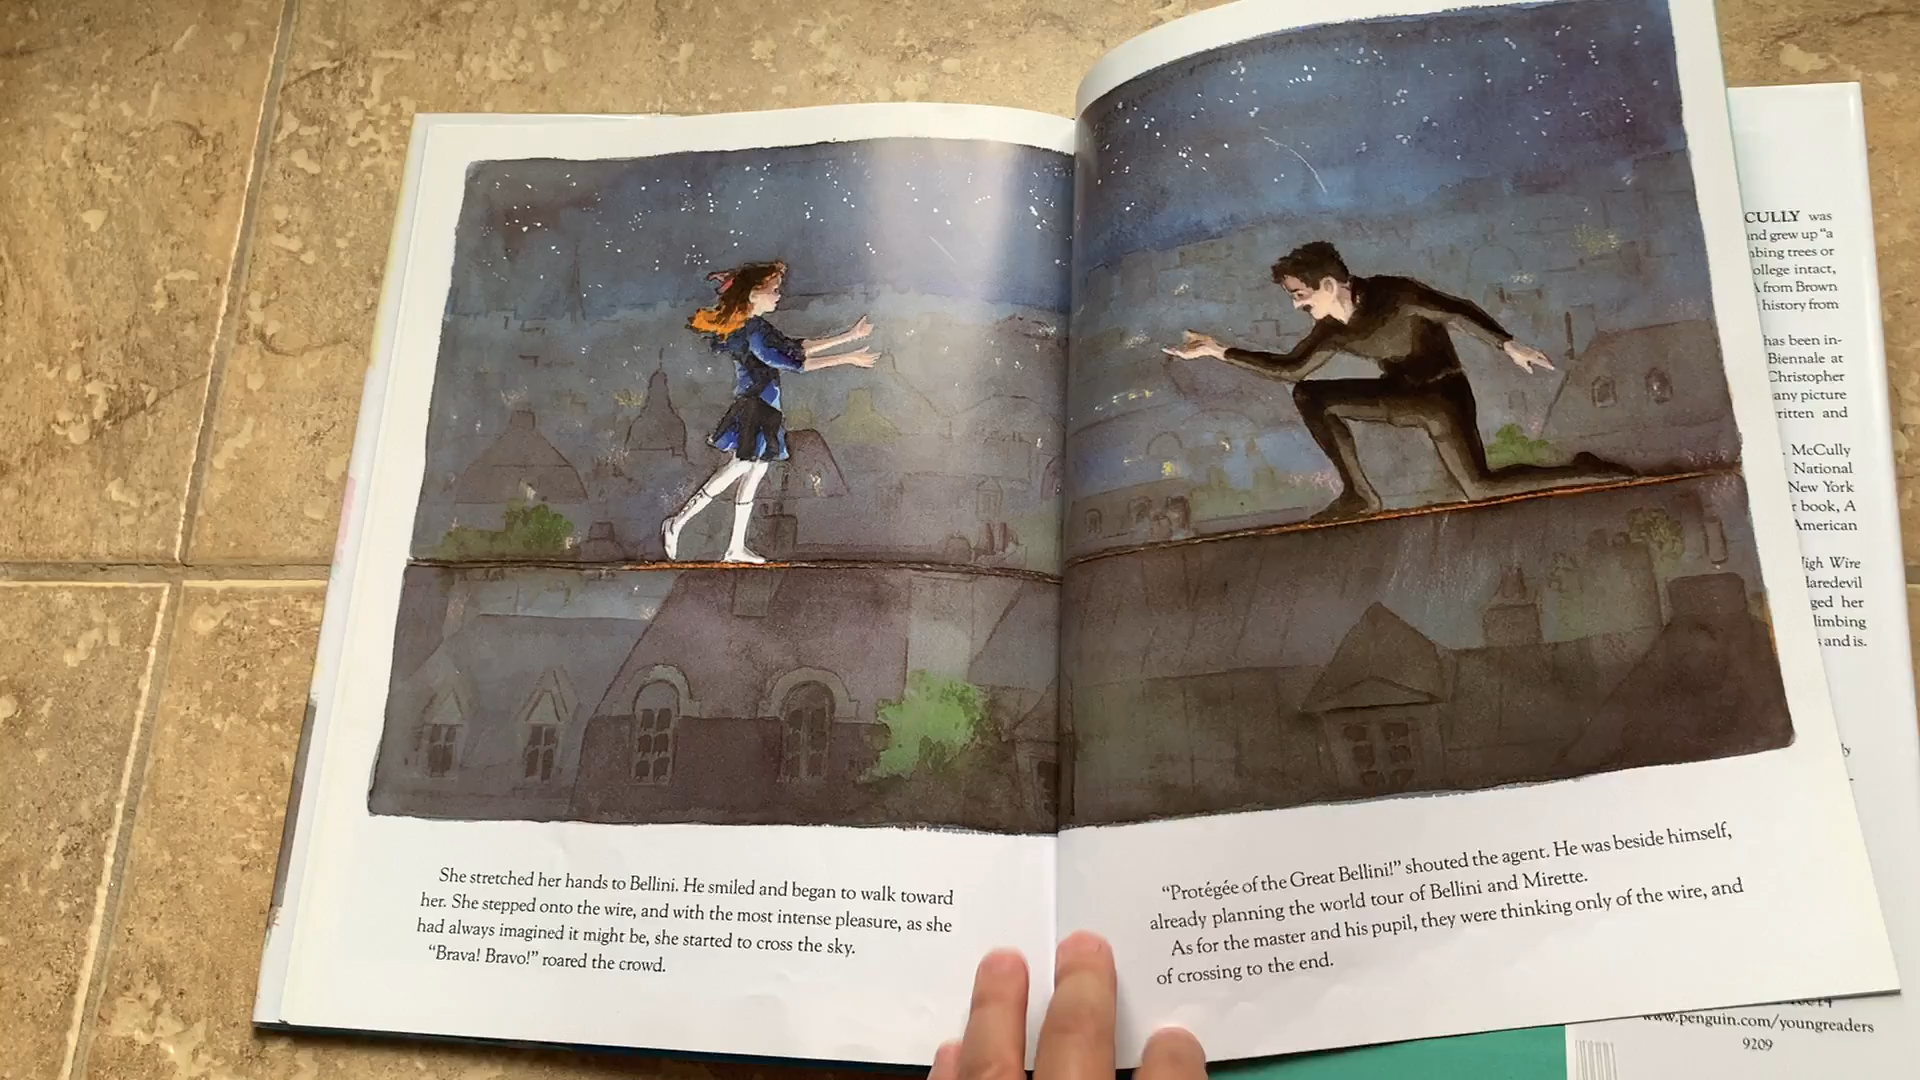 She stretched her hands to Bellini. He smiled and began to walk toward
her. She stepped onto the wire, and with the most intense pleasure, as she
had always imagined it might be, she started to cross the sky.
“Brava! Bravo!” roared the crowd.
“Protégée of the Great Bellini!” shouted the agent. He was beside himself,
already planning the world tour of Bellini and Mirette.
As for the master and his pupil, they were thinking only of the wire, and
of crossing to the end.
CULLY was
nd grew up “a
bing trees or
ollege intact,
from Brown
history from
has been in-
Biennale at
Christopher
any picture
ritten and
McCully
National
New York
book, A
American
igh Wire
daredevil
ged her
limbing
and is.
www.penguin.com/youngreaders
9209